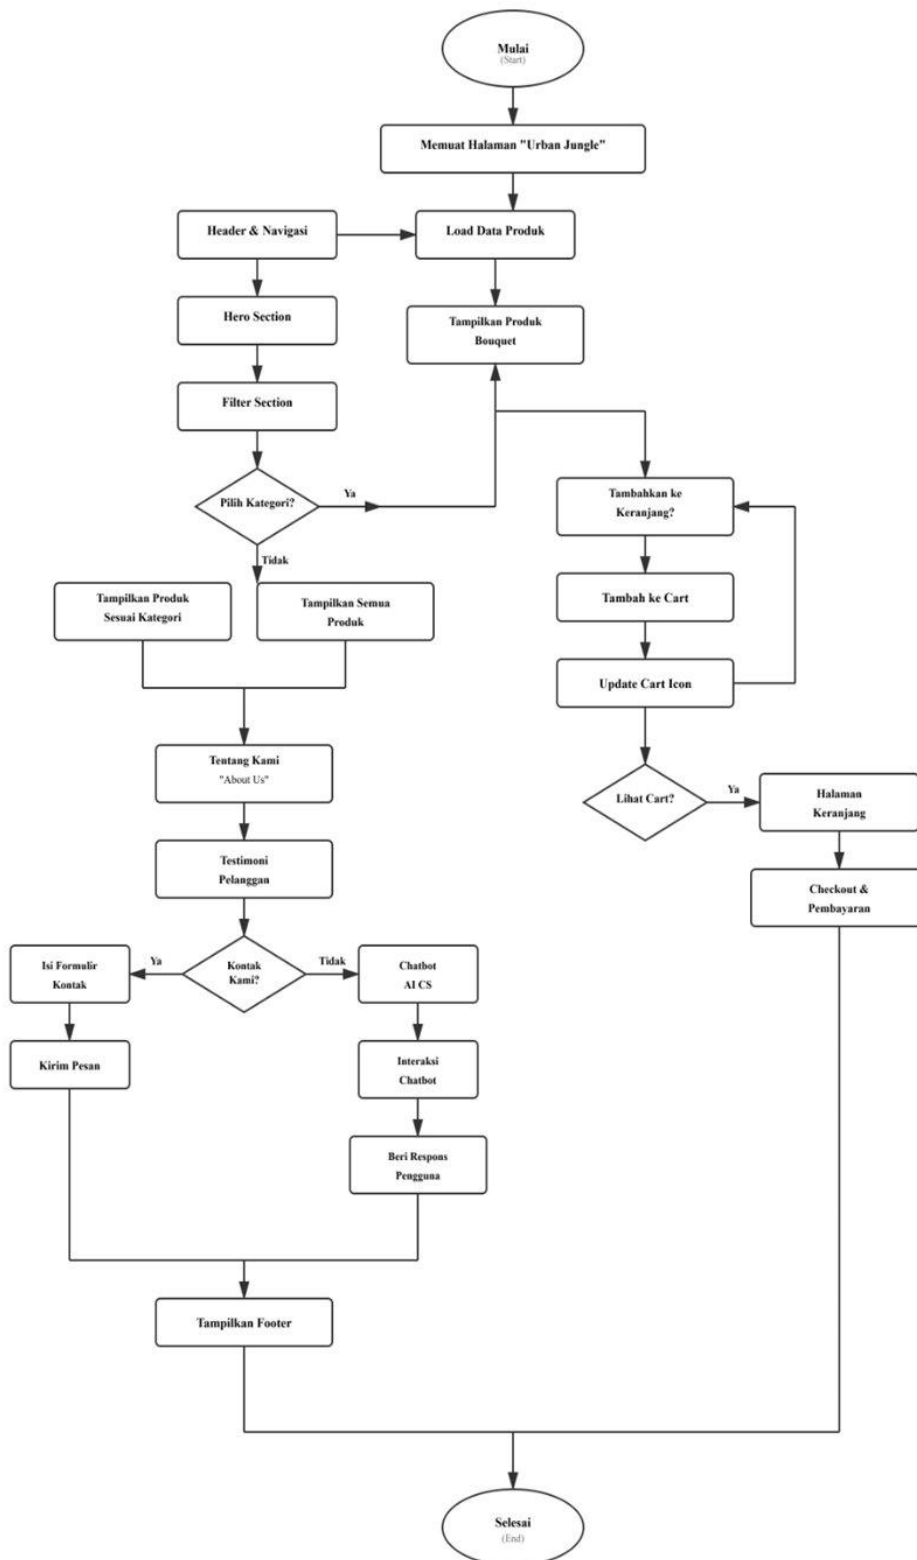 Mulai
(Start)
Memuat Halaman "Urban Jungle"
Header & Navigasi
Load Data Produk
Hero Section
Tampilkan Produk
Bouquet
Filter Section
Pilih Kategori?
Ya
Tidak
Tambahkan ke
Keranjang?
Tampilkan Produk
Sesuai Kategori
Tampilkan Semua
Produk
Tambah ke Cart
Update Cart Icon
Tentang Kami
"About Us"
Lihat Cart?
Ya
Halaman
Keranjang
Testimoni
Pelanggan
Checkout &
Pembayaran
Kontak
Kami?
Ya
Tidak
Isi Formulir
Kontak
Chatbot
AI CS
Kirim Pesan
Interaksi
Chatbot
Beri Respons
Pengguna
Tampilkan Footer
Selesai
(End)